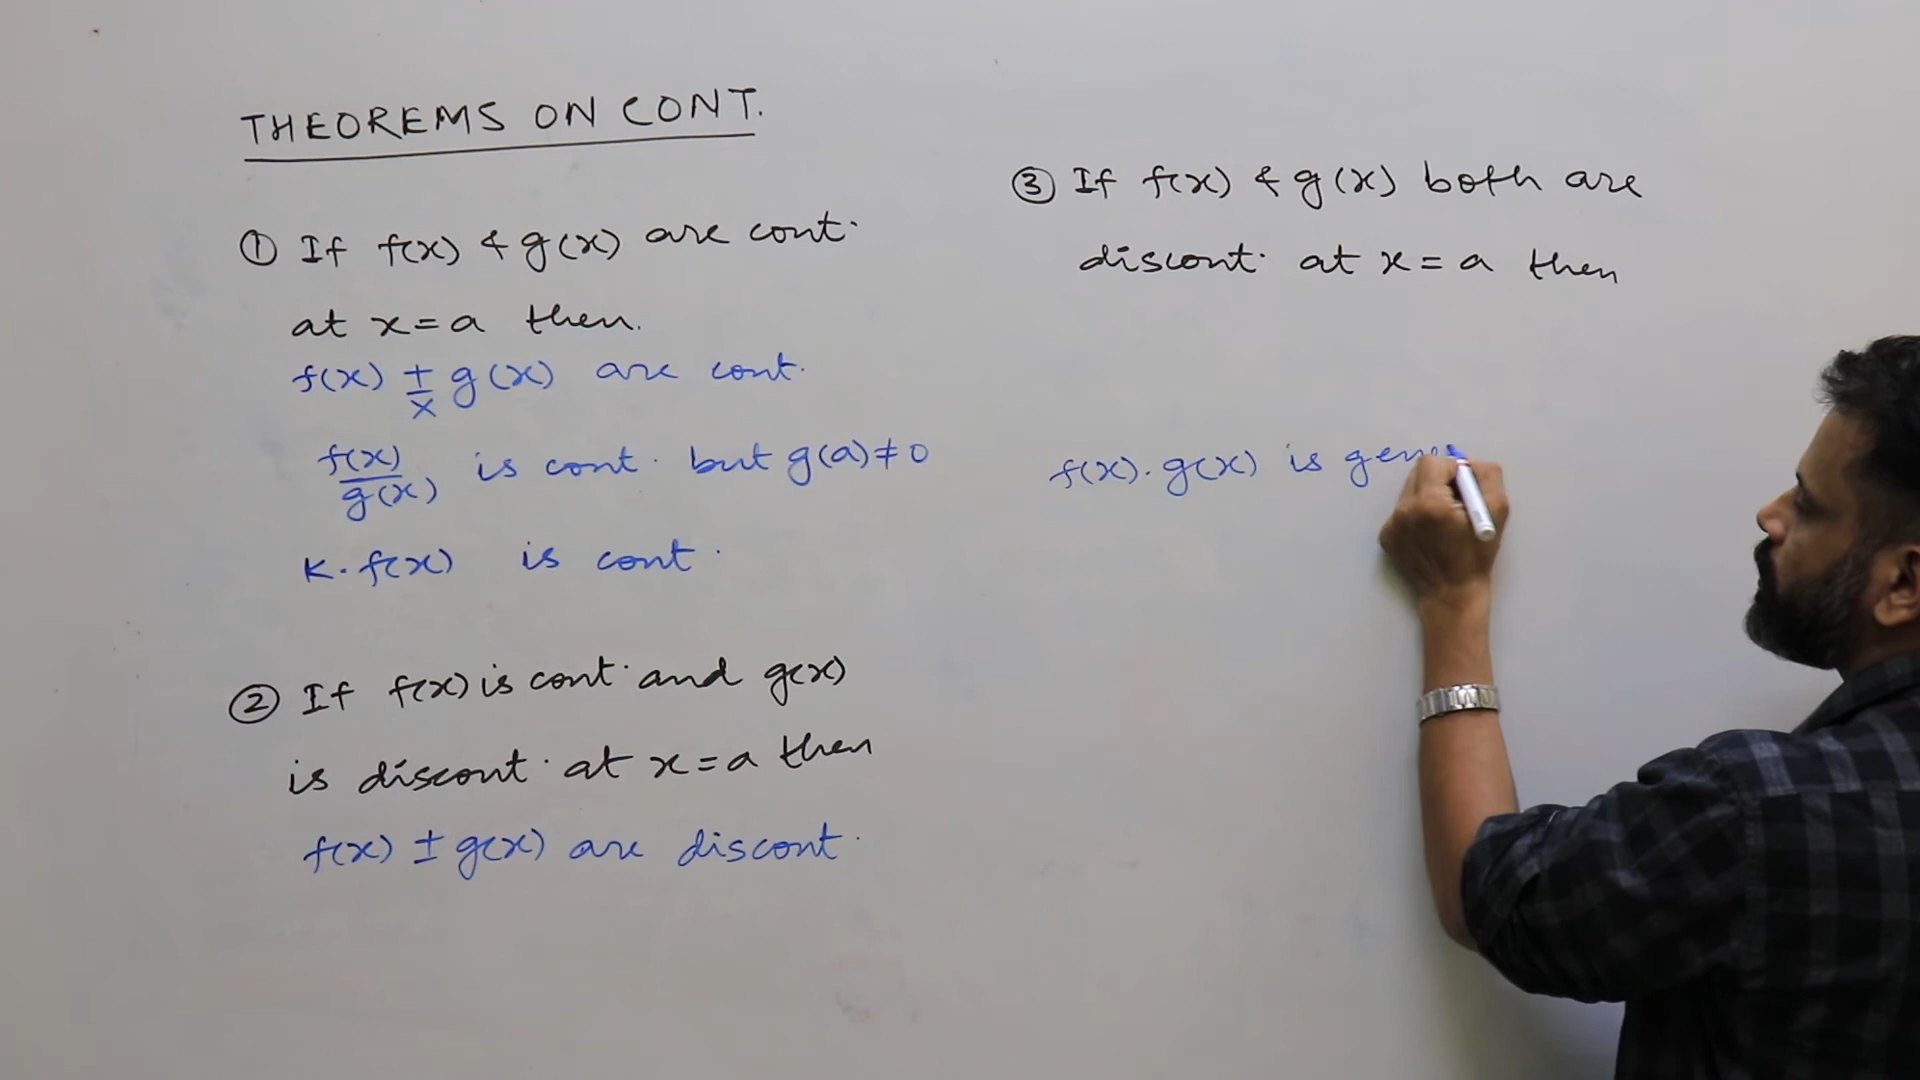 THEOREMS ON CONT.
① If f(x) & g(x) are cont.
at x = a then.
f(x) ± × g(x) are cont.
f(x)/g(x) is cont. but g(a) ≠ 0
K. f(x) is cont.
② If f(x) is cont. and g(x)
is discont. at x = a then
f(x) ± g(x) are discont.
③ If f(x) & g(x) both are
discont. at x = a then
f(x). g(x) is gene